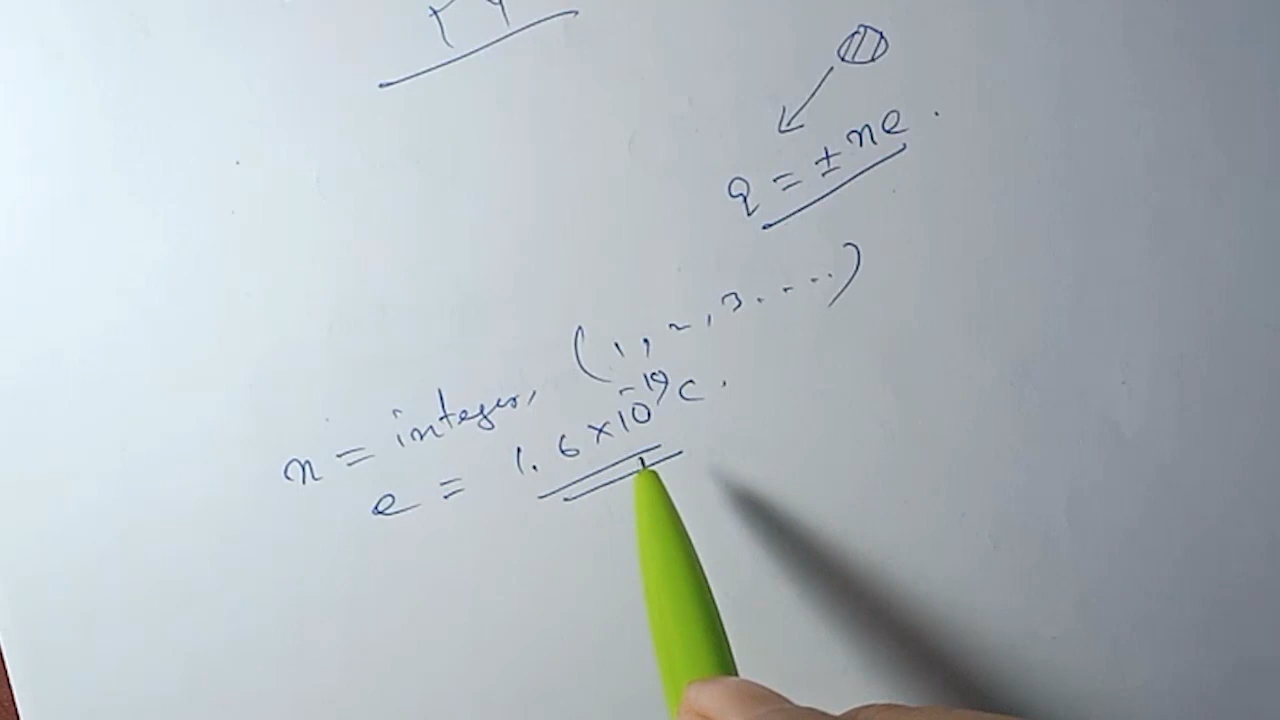 q = ± ne .
n = integer, (1, 2, 3 . . . . )
e = 1.6 × 10⁻¹⁹ C .